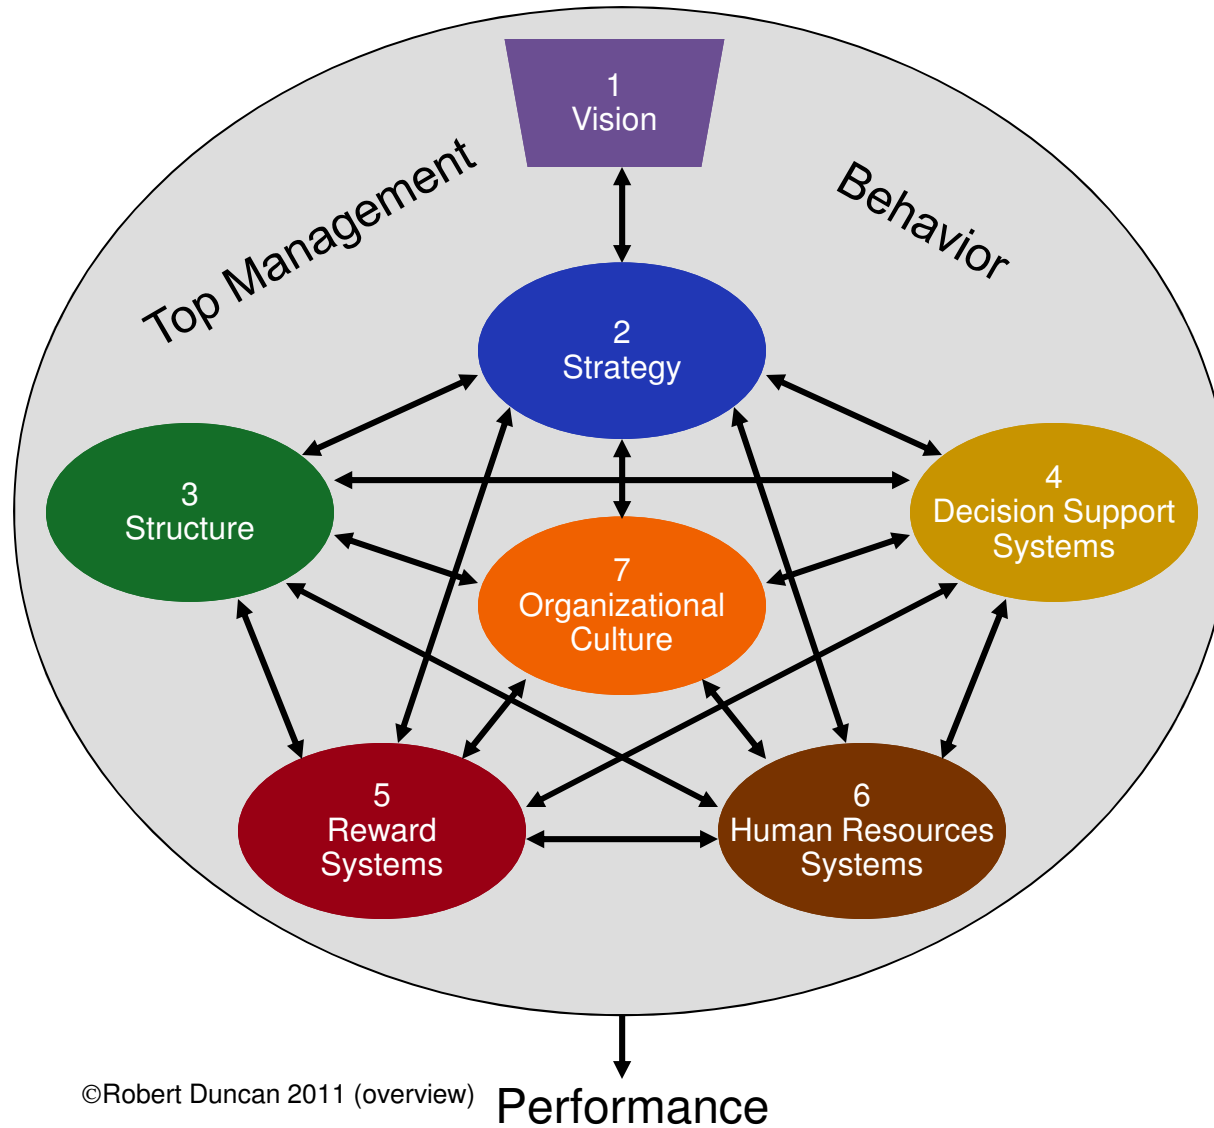 1
Vision
Top Management
Behavior
2
Strategy
3
Structure
4
Decision Support
Systems
7
Organizational
Culture
5
Reward
Systems
6
Human Resources
Systems
©Robert Duncan 2011 (overview)
Performance